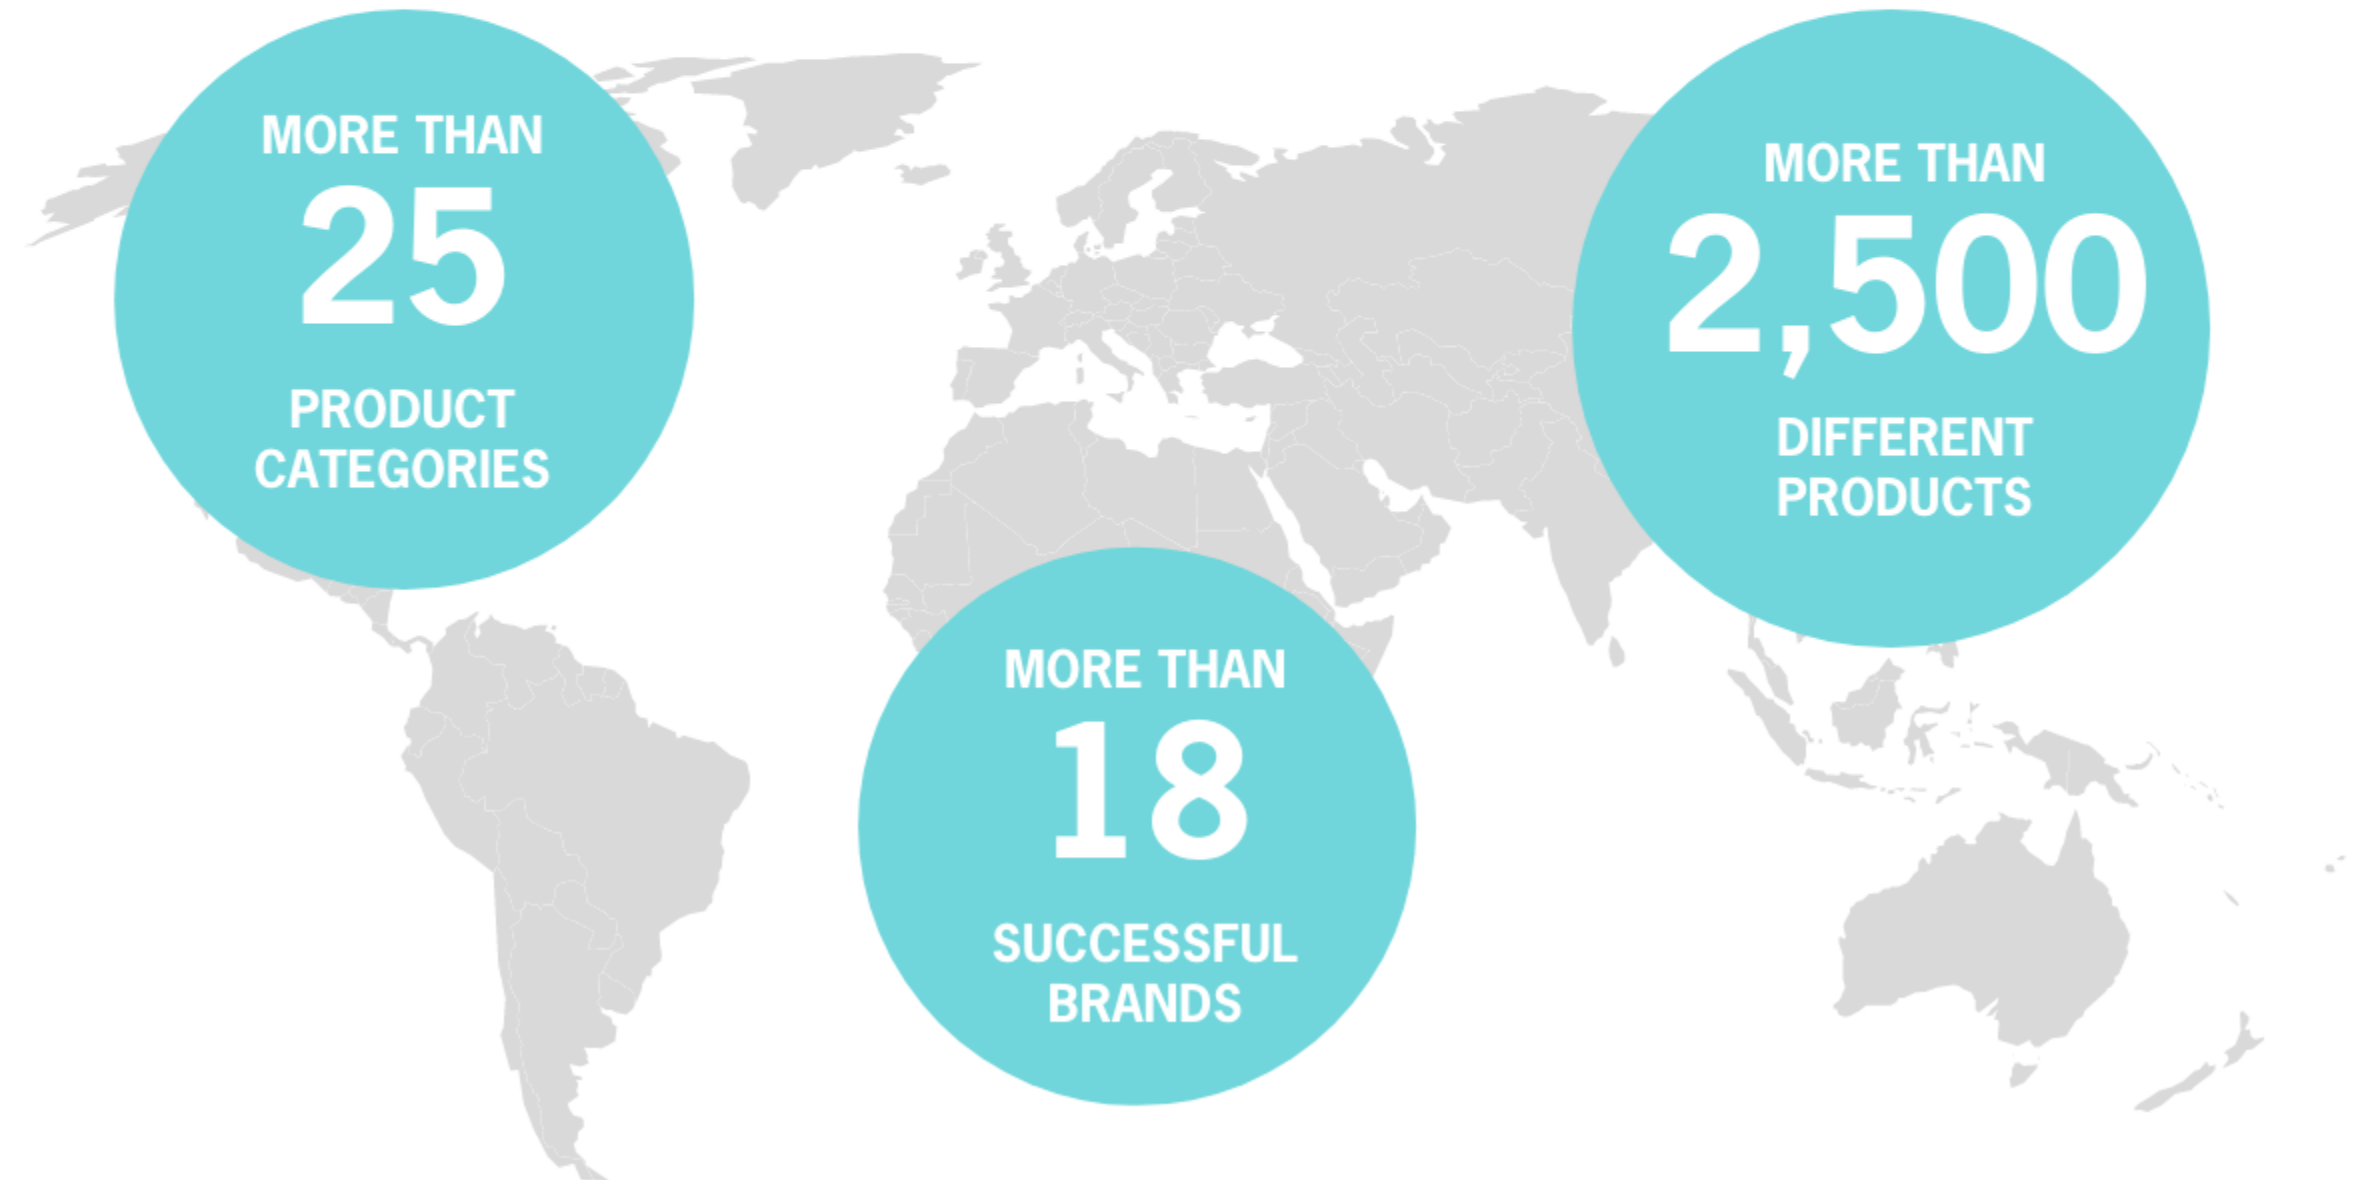 MORE THAN
25
PRODUCT
CATEGORIES
MORE THAN
18
SUCCESSFUL
BRANDS
MORE THAN
2,500
DIFFERENT
PRODUCTS